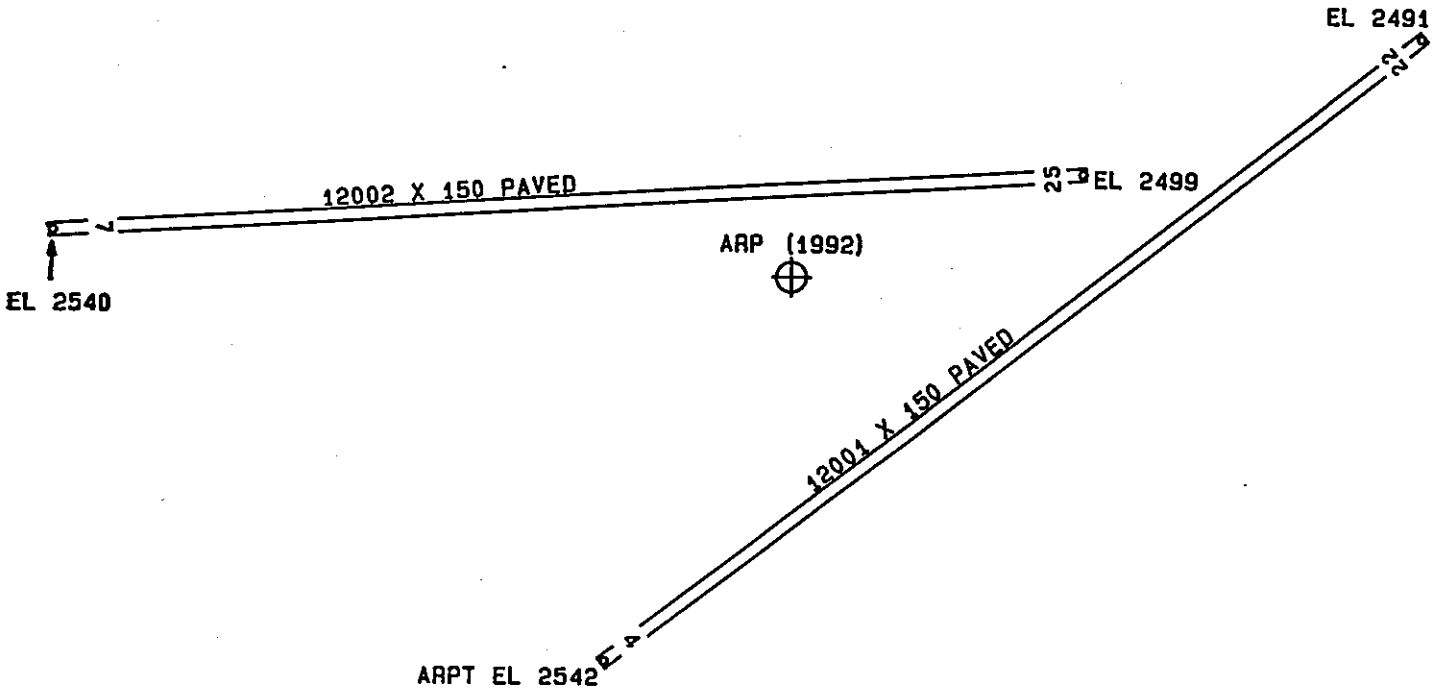 EL 2491
22
12002 X 150 PAVED
25
EL 2499
7
ARP (1992)
EL 2540
12001 X 150 PAVED
4
ARPT EL 2542